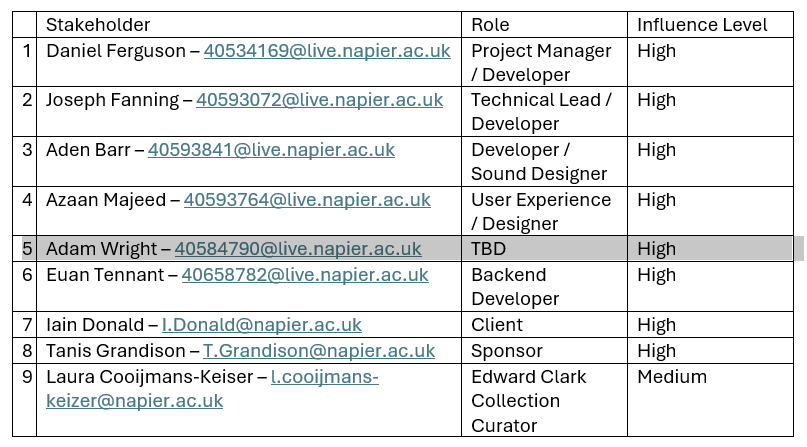 Stakeholder Role Influence Level
1 Daniel Ferguson – 40534169@live.napier.ac.uk Project Manager High
/ Developer
2 Joseph Fanning – 40593072@live.napier.ac.uk Technical Lead / High
Developer
3 Aden Barr – 40593841@live.napier.ac.uk Developer / High
Sound Designer
4 Azaan Majeed – 40593764@live.napier.ac.uk User Experience High
/ Designer
5 Adam Wright – 40584790@live.napier.ac.uk TBD High
6 Euan Tennant – 40658782@live.napier.ac.uk Backend High
Developer
7 Iain Donald – I.Donald@napier.ac.uk Client High
8 Tanis Grandison – T.Grandison@napier.ac.uk Sponsor High
9 Laura Cooijmans-Keiser – l.cooijmans- Edward Clark Medium
keizer@napier.ac.uk Collection
Curator